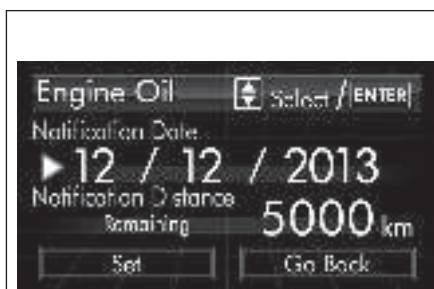 Engine Oil Select / ENTER
Notification Date
12 / 12 / 2013
Notification Distance
Remaining 5000 km
Set Go Back